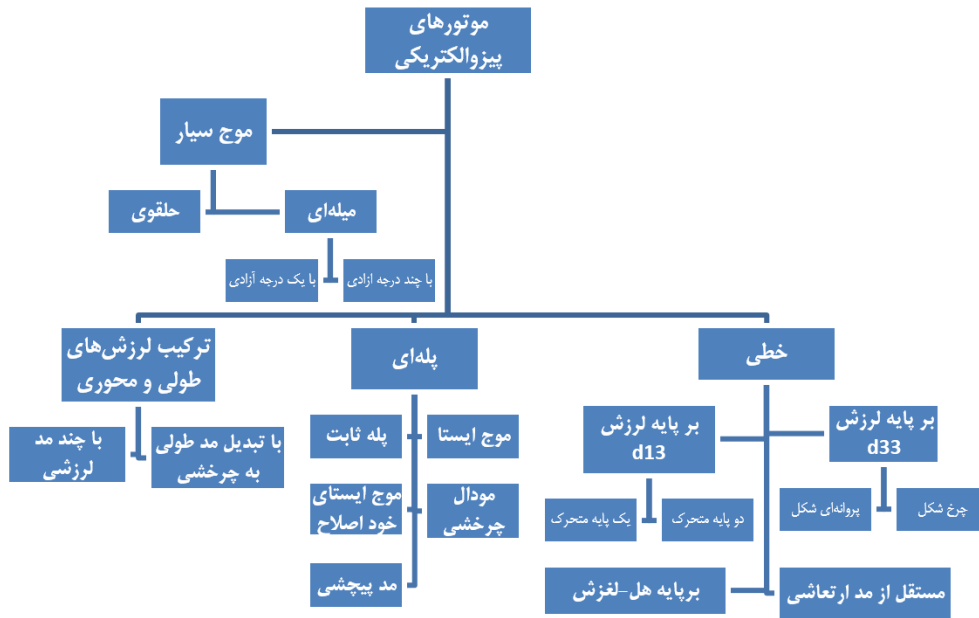 موتورهای
پیزوالکتریکی
موج سیار
میله‌ای
حلقوی
با چند درجه ازادی
با یک درجه آزادی
خطی
پله‌ای
ترکیب لرزش‌های
طولی و محوری
بر پایه لرزش
d33
بر پایه لرزش
d13
موج ایستا
پله ثابت
با تبدیل مد طولی
به چرخشی
با چند مد
لرزشی
چرخ شکل
پروانه‌ای شکل
دو پایه متحرک
یک پایه متحرک
مودال
چرخشی
موج ایستای
خود اصلاح
مستقل از مد ارتعاشی
برپایه هل-لغزش
مد پیچشی